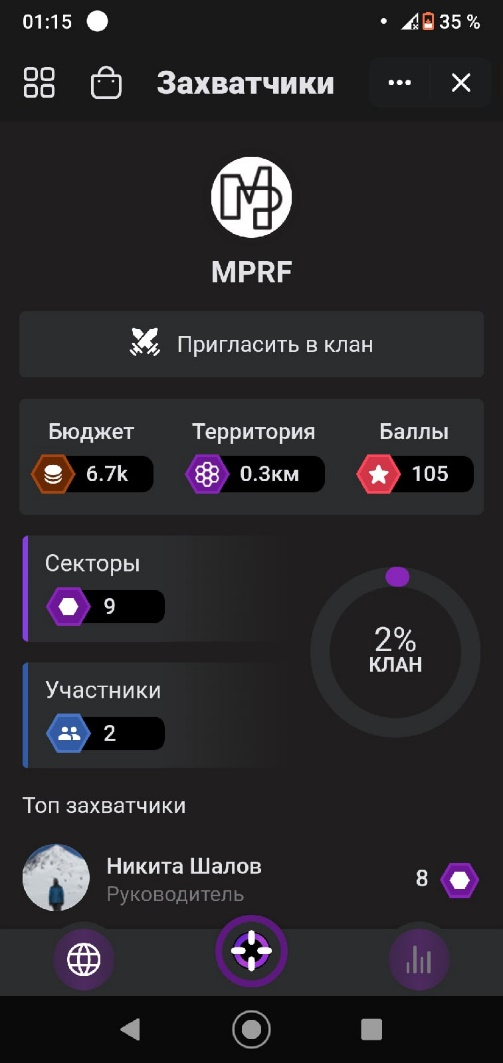 01:15
35 %
Захватчики
MPRF
Пригласить в клан
Бюджет
Территория
Баллы
6.7k
0.3км
105
Секторы
9
2%
КЛАН
Участники
2
Топ захватчики
Никита Шалов
Руководитель
8